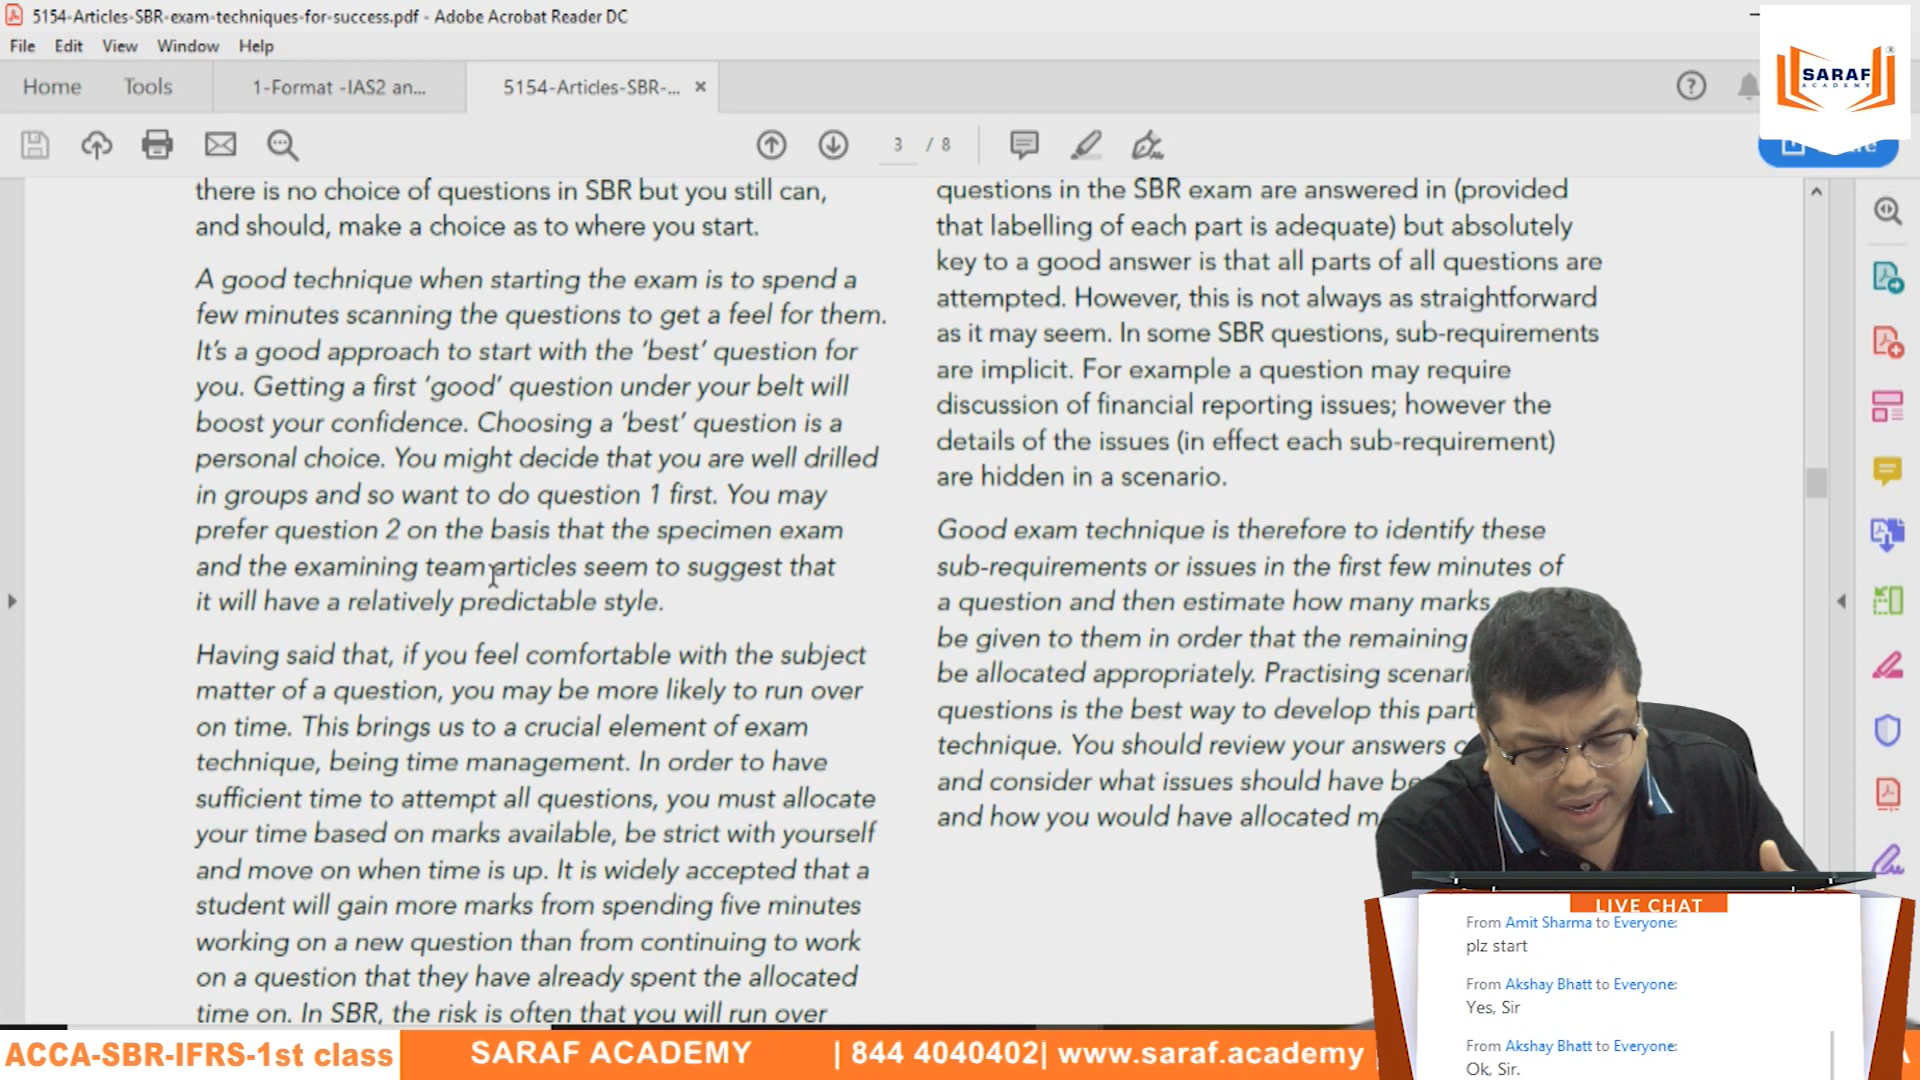 5154-Articles-SBR-exam-techniques-for-success.pdf - Adobe Acrobat Reader DC
File Edit View Window Help
Home Tools 1-Format -IAS2 an... 5154-Articles-SBR-... ×
3 / 8
SARAF
ACADEMY
there is no choice of questions in SBR but you still can,
and should, make a choice as to where you start.
A good technique when starting the exam is to spend a
few minutes scanning the questions to get a feel for them.
It's a good approach to start with the 'best' question for
you. Getting a first 'good' question under your belt will
boost your confidence. Choosing a 'best' question is a
personal choice. You might decide that you are well drilled
in groups and so want to do question 1 first. You may
prefer question 2 on the basis that the specimen exam
and the examining team articles seem to suggest that
it will have a relatively predictable style.
Having said that, if you feel comfortable with the subject
matter of a question, you may be more likely to run over
on time. This brings us to a crucial element of exam
technique, being time management. In order to have
sufficient time to attempt all questions, you must allocate
your time based on marks available, be strict with yourself
and move on when time is up. It is widely accepted that a
student will gain more marks from spending five minutes
working on a new question than from continuing to work
on a question that they have already spent the allocated
time on. In SBR, the risk is often that you will run over
questions in the SBR exam are answered in (provided
that labelling of each part is adequate) but absolutely
key to a good answer is that all parts of all questions are
attempted. However, this is not always as straightforward
as it may seem. In some SBR questions, sub-requirements
are implicit. For example a question may require
discussion of financial reporting issues; however the
details of the issues (in effect each sub-requirement)
are hidden in a scenario.
Good exam technique is therefore to identify these
sub-requirements or issues in the first few minutes of
a question and then estimate how many marks
be given to them in order that the remaining
be allocated appropriately. Practising
questions is the best way to develop this part
technique. You should review your answers
and consider what issues should have
and how you would have allocated
LIVE CHAT
From Amit Sharma to Everyone:
plz start
From Akshay Bhatt to Everyone:
Yes, Sir
From Akshay Bhatt to Everyone:
Ok, Sir.
ACCA-SBR-IFRS-1st class SARAF ACADEMY | 844 4040402| www.saraf.academy |